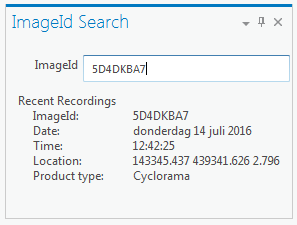 ImageId Search
ImageId 5D4DKBA7
Recent Recordings
ImageId: 5D4DKBA7
Date: donderdag 14 juli 2016
Time: 12:42:25
Location: 143345.437 439341.626 2.796
Product type: Cyclorama